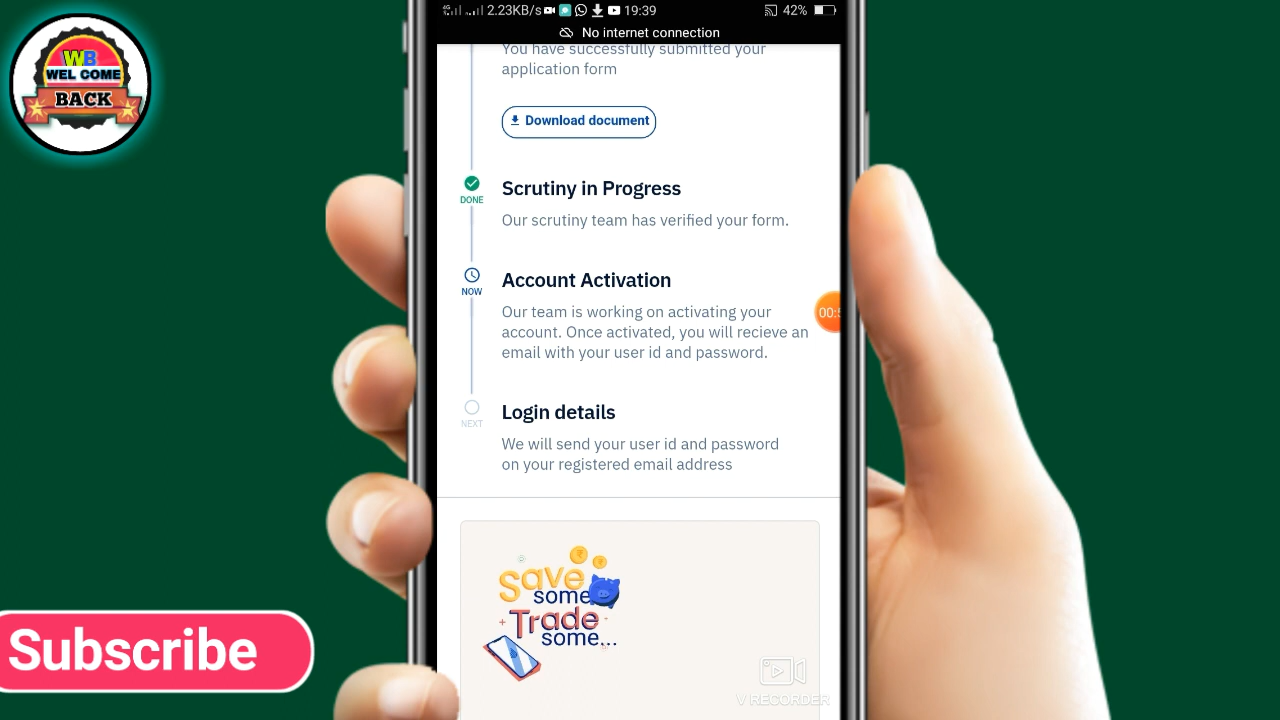 WB
WEL COME
BACK
2.23KB/s
19:39
42%
No internet connection
You have successfully submitted your
application form
Download document
DONE
Scrutiny in Progress
Our scrutiny team has verified your form.
NOW
Account Activation
Our team is working on activating your
account. Once activated, you will recieve an
email with your user id and password.
NEXT
Login details
We will send your user id and password
on your registered email address
Save
some
Trade
some...
Subscribe
V RECORDER